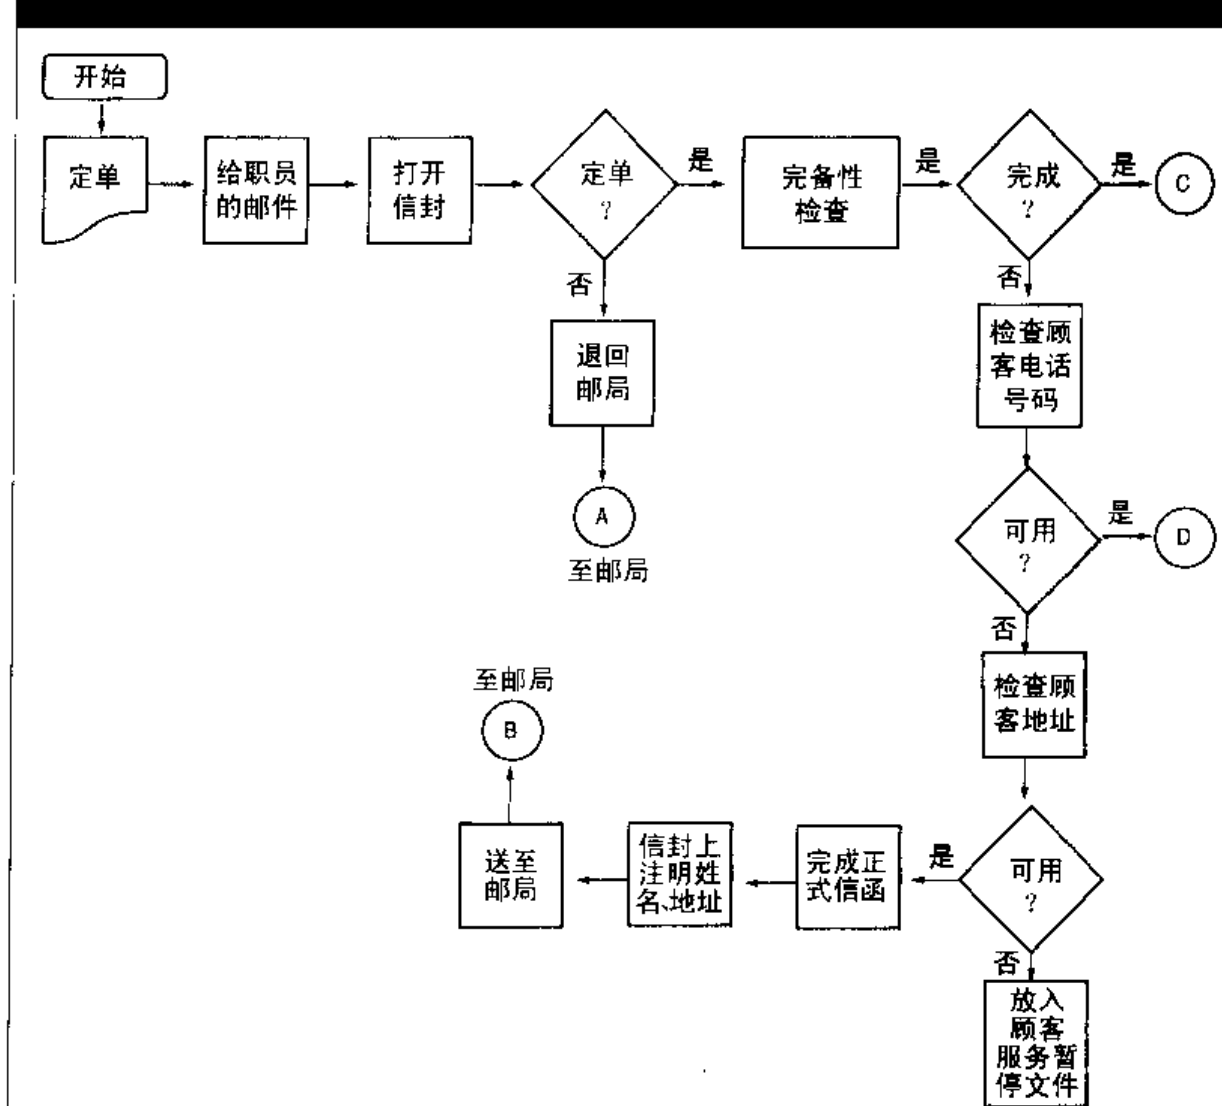 开始
定单
给职员
的邮件
打开
信封
定单
?
是
完备性
检查
是
完成
?
是
C
否
退回
邮局
A
至邮局
否
检查顾
客电话
号码
可用
?
是
D
否
检查顾
客地址
可用
?
是
完成正
式信函
信封上
注明姓
名、地址
送至
邮局
至邮局
B
否
放入
顾客
服务暂
停文件